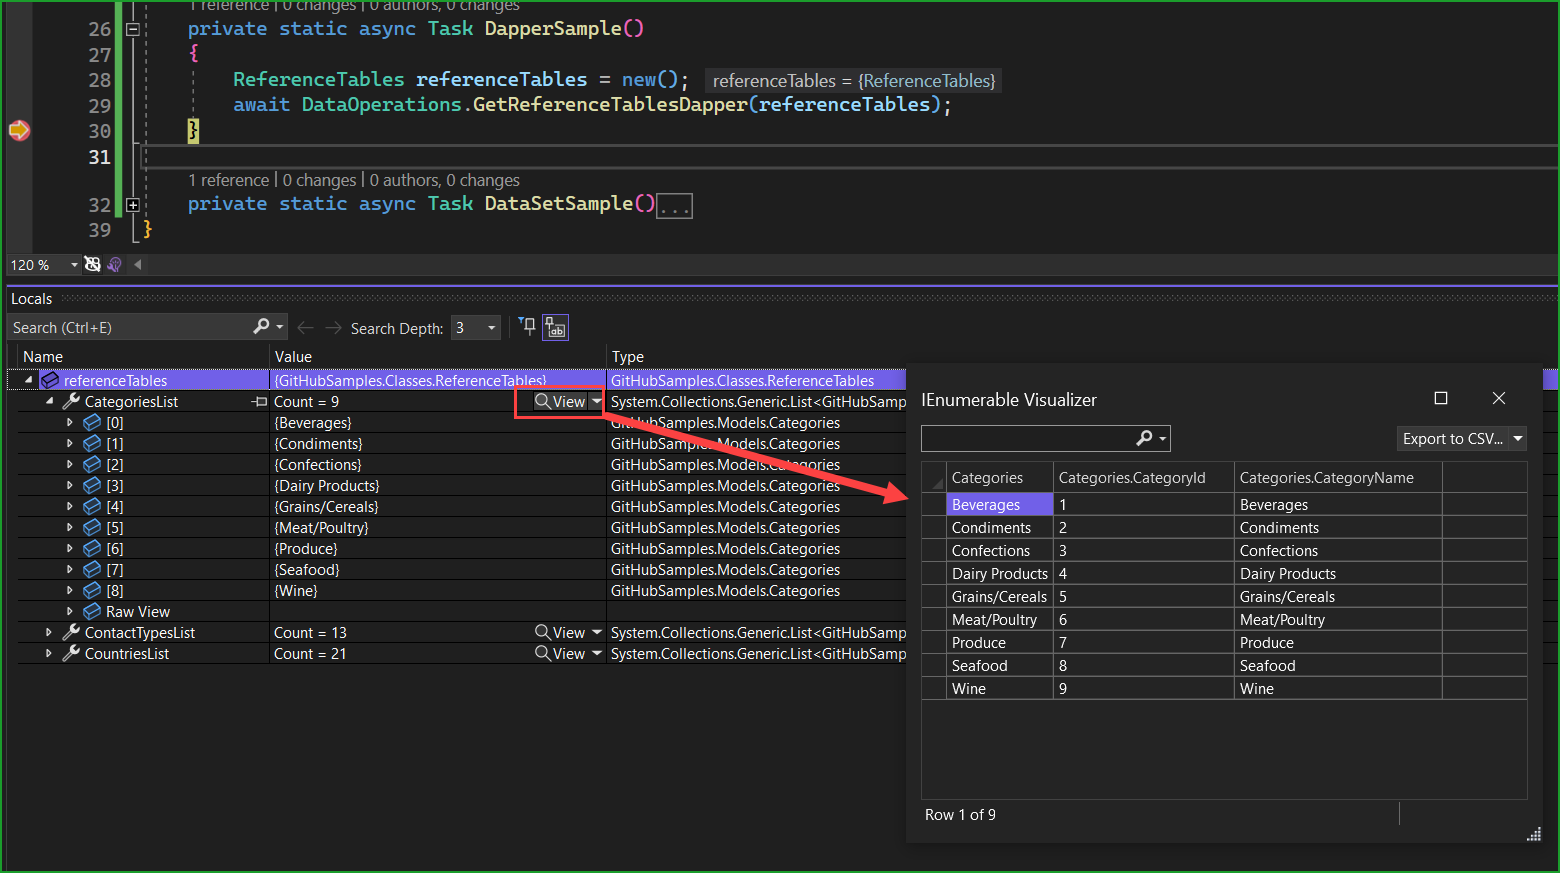 1 reference | 0 changes | 0 authors, 0 changes
26 private static async Task DapperSample()
27 {
28 ReferenceTables referenceTables = new(); referenceTables = {ReferenceTables}
29 await DataOperations.GetReferenceTablesDapper(referenceTables);
30 }
31
1 reference | 0 changes | 0 authors, 0 changes
32 private static async Task DataSetSample()...
39 }
120 %
Locals
Search (Ctrl+E) Search Depth: 3
Name Value Type
referenceTables {GitHubSamples.Classes.ReferenceTables} GitHubSamples.Classes.ReferenceTables
CategoriesList Count = 9 View System.Collections.Generic.List<GitHubSamp
[0] {Beverages} GitHubSamples.Models.Categories
[1] {Condiments} GitHubSamples.Models.Categories
[2] {Confections} GitHubSamples.Models.Categories
[3] {Dairy Products} GitHubSamples.Models.Categories
[4] {Grains/Cereals} GitHubSamples.Models.Categories
[5] {Meat/Poultry} GitHubSamples.Models.Categories
[6] {Produce} GitHubSamples.Models.Categories
[7] {Seafood} GitHubSamples.Models.Categories
[8] {Wine} GitHubSamples.Models.Categories
Raw View
ContactTypesList Count = 13 View System.Collections.Generic.List<GitHubSamp
CountriesList Count = 21 View System.Collections.Generic.List<GitHubSamp
IEnumerable Visualizer
Export to CSV...
Categories Categories.CategoryId Categories.CategoryName
Beverages 1 Beverages
Condiments 2 Condiments
Confections 3 Confections
Dairy Products 4 Dairy Products
Grains/Cereals 5 Grains/Cereals
Meat/Poultry 6 Meat/Poultry
Produce 7 Produce
Seafood 8 Seafood
Wine 9 Wine
Row 1 of 9